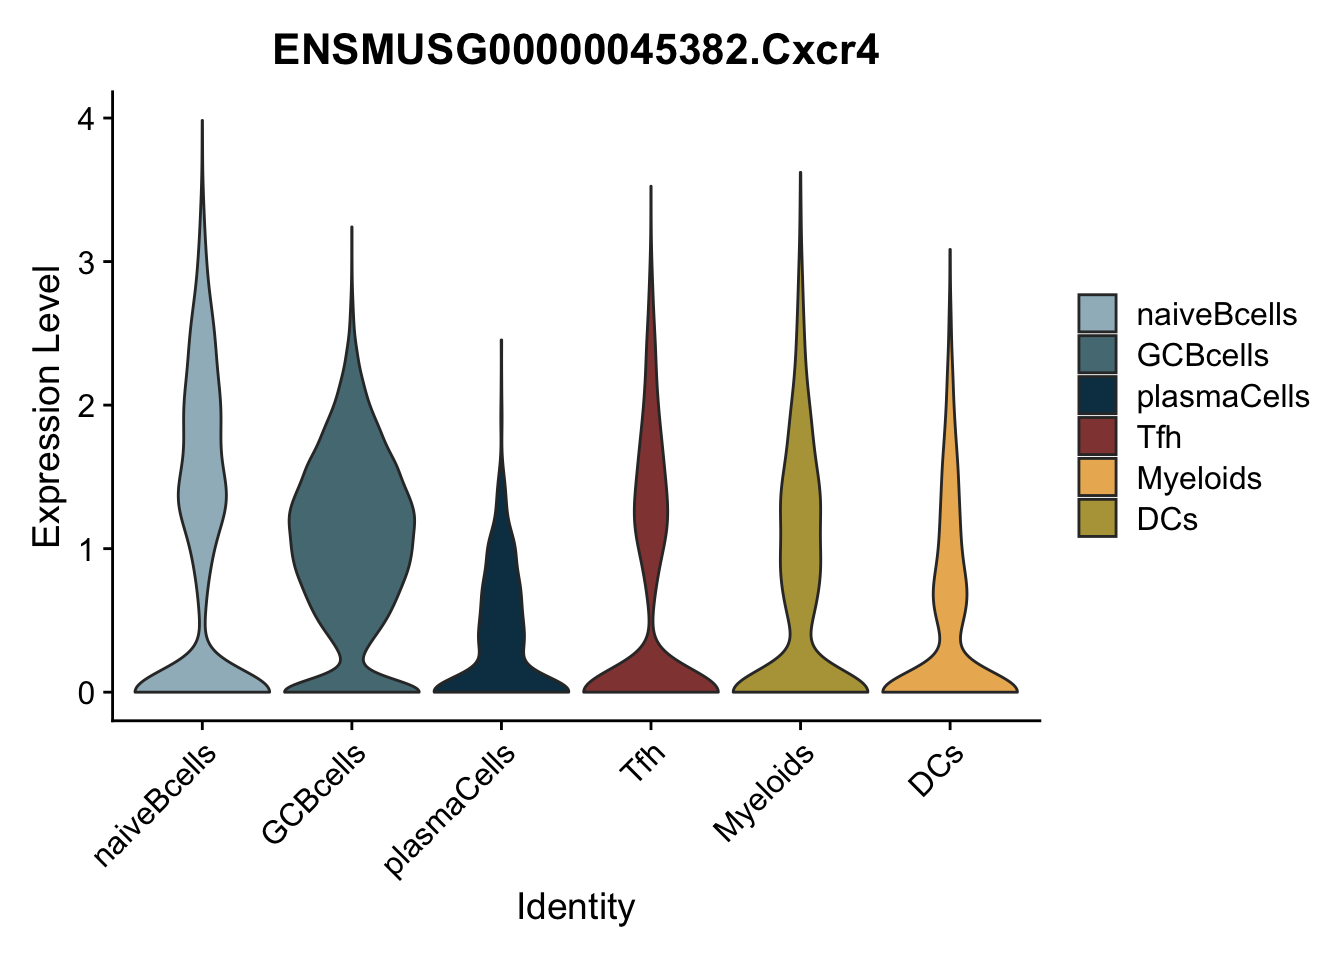 ENSMUSG00000045382.Cxcr4
Expression Level
4
3
2
1
0
naiveBcells
GCBcells
plasmaCells
Tfh
Myeloids
DCs
Identity
naiveBcells
GCBcells
plasmaCells
Tfh
Myeloids
DCs